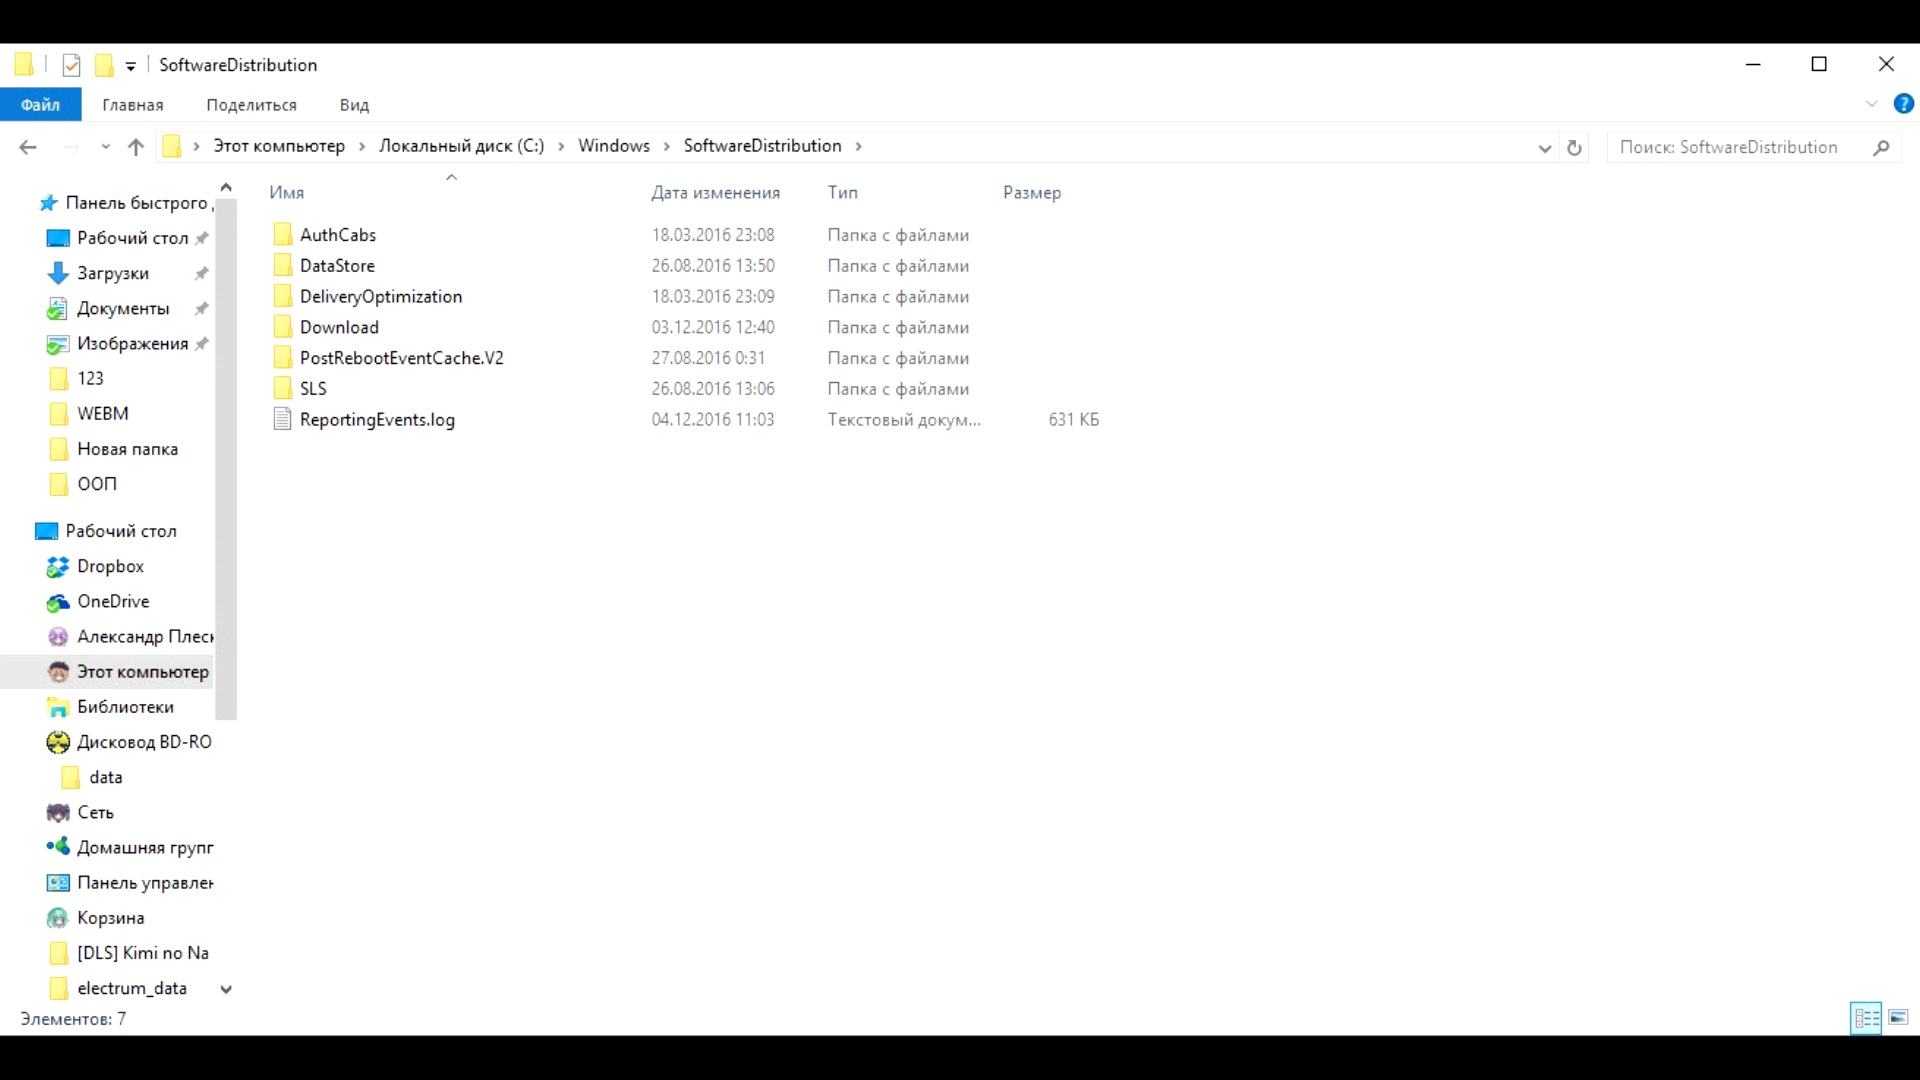 SoftwareDistribution
Файл Главная Поделиться Вид
Этот компьютер Локальный диск (C:) Windows SoftwareDistribution
Поиск: SoftwareDistribution
Имя Дата изменения Тип Размер
AuthCabs 18.03.2016 23:08 Папка с файлами
DataStore 26.08.2016 13:50 Папка с файлами
DeliveryOptimization 18.03.2016 23:09 Папка с файлами
Download 03.12.2016 12:40 Папка с файлами
PostRebootEventCache.V2 27.08.2016 0:31 Папка с файлами
SLS 26.08.2016 13:06 Папка с файлами
ReportingEvents.log 04.12.2016 11:03 Текстовый докум... 631 КБ
Панель быстрого
Рабочий стол
Загрузки
Документы
Изображения
123
WEBM
Новая папка
ООП
Рабочий стол
Dropbox
OneDrive
Александр Плеск
Этот компьютер
Библиотеки
Дисковод BD-RO
data
Сеть
Домашняя групп
Панель управлен
Корзина
[DLS] Kimi no Na
electrum_data
Элементов: 7